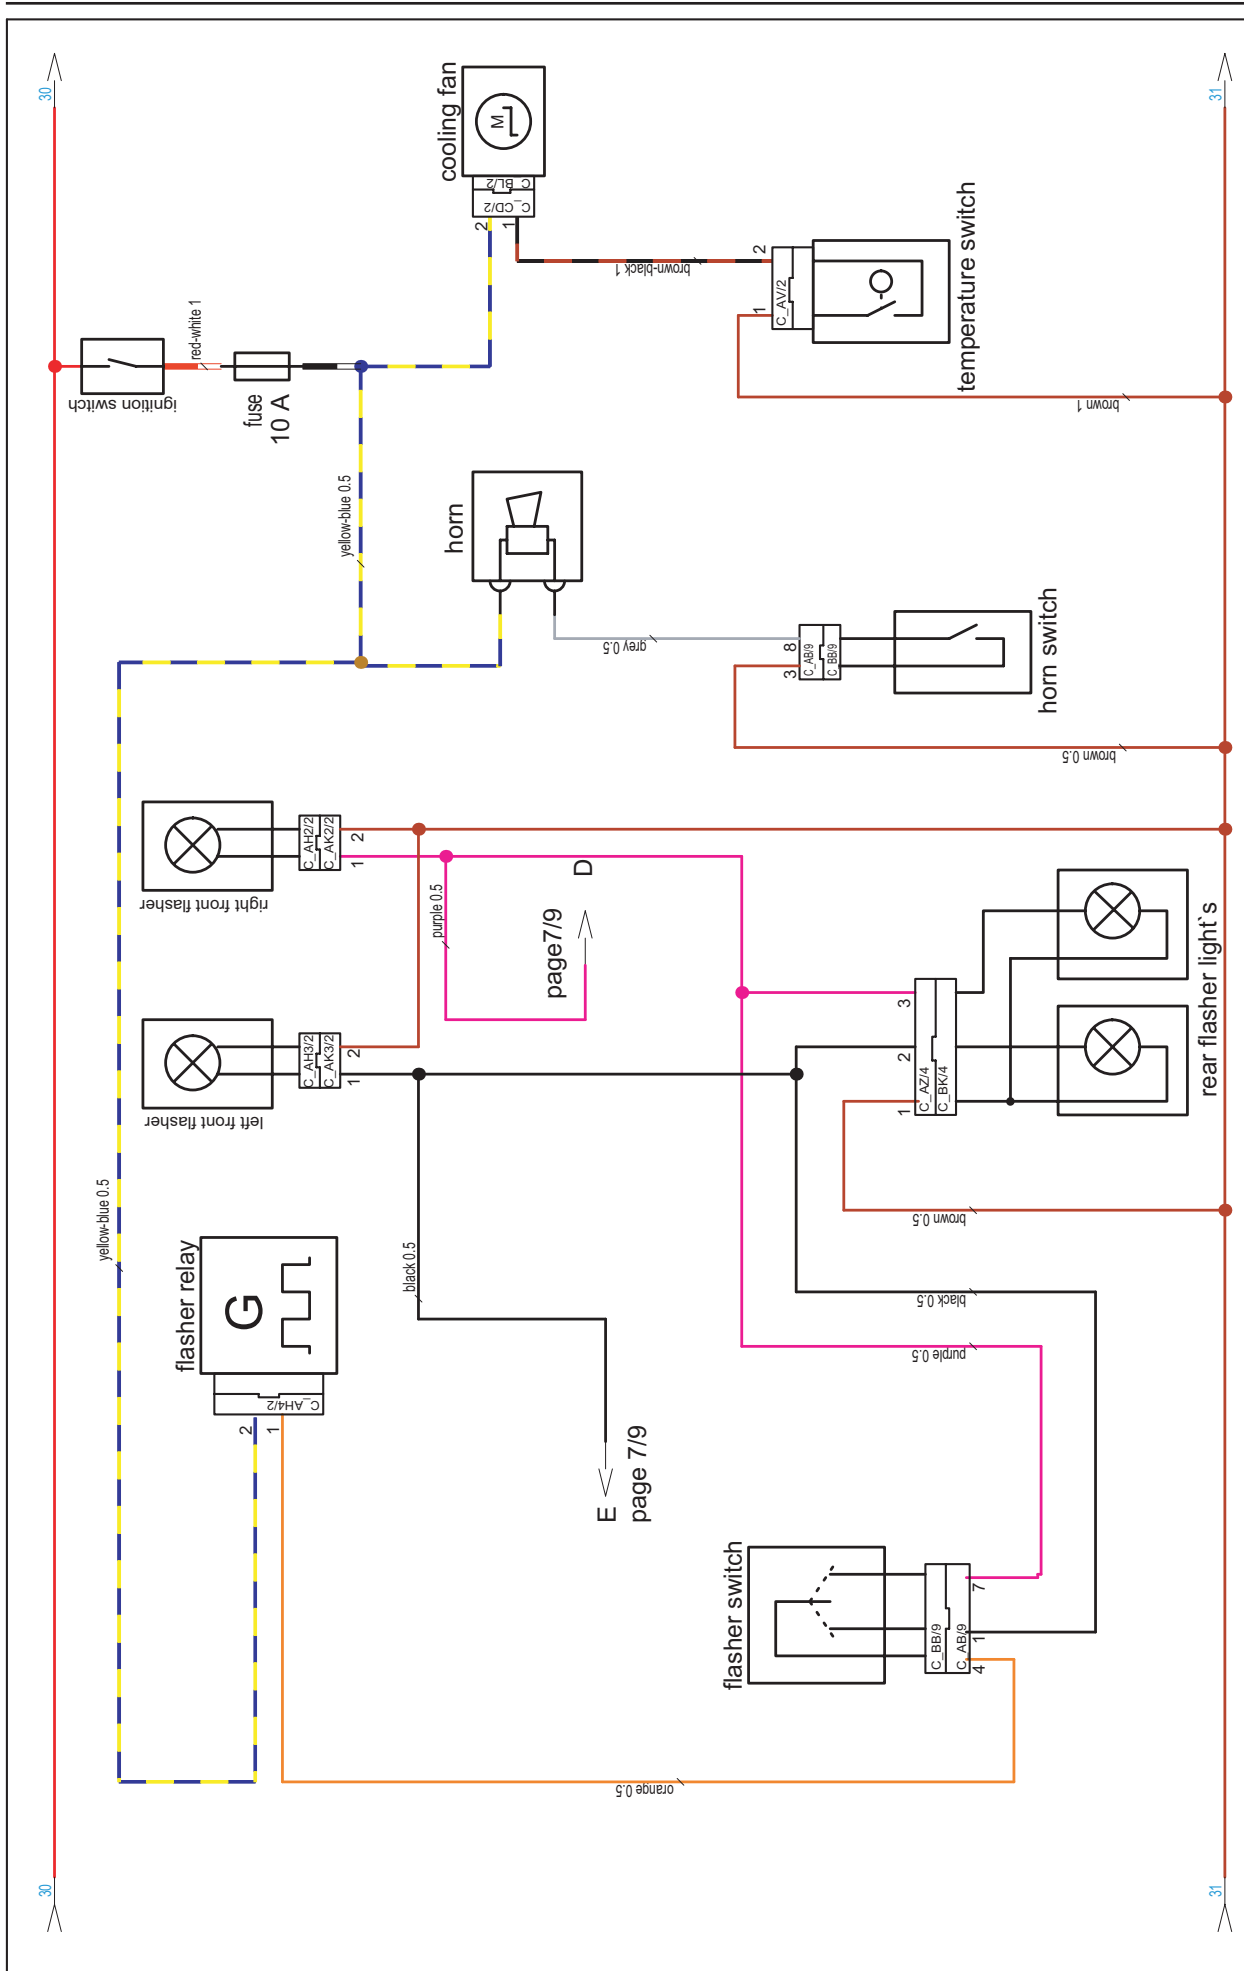 30
31
cooling fan
M
C_BL/2
C_CD/2
2
1
ignition switch
red-white 1
fuse
10 A
brown-black 1
temperature switch
C_AV/2
1
2
brown 1
yellow-blue 0.5
horn
grey 0.5
horn switch
C_AB/9
C_BB/9
3
8
brown 0.5
right front flasher
C_AH2/2
C_AK2/2
1
2
purple 0.5
page7/9
D
left front flasher
C_AH3/2
C_AK3/2
1
2
rear flasher light`s
C_AZ/4
C_BK/4
1
2
3
brown 0.5
yellow-blue 0.5
flasher relay
G
C_AH4/2
2
1
black 0.5
black 0.5
purple 0.5
E
page 7/9
flasher switch
C_BB/9
C_AB/9
4
1
7
orange 0.5
30
31